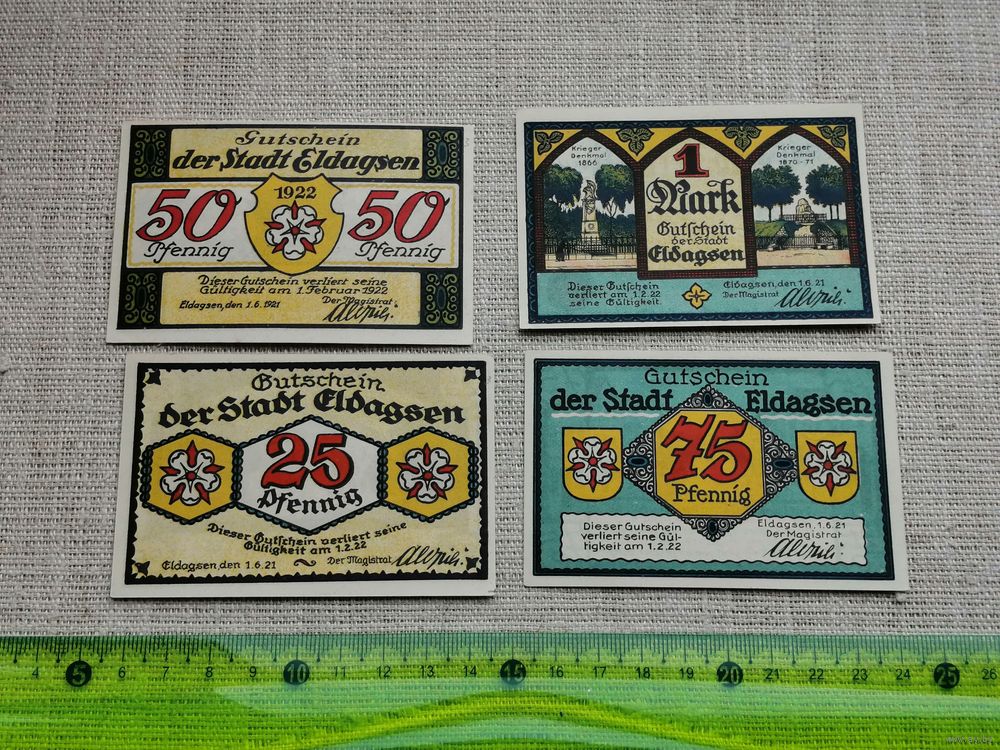 Gutschein
der Stadt Eldagsen
1922
50 50
Pfennig Pfennig
Dieser Gutschein verliert seine
Gültigkeit am 1. Februar 1922
Eldagsen, den 1.6.1921 Der Magistrat
Krieger
Denkmal
1866
1
Mark
Gutschein
der Stadt
Eldagsen
Krieger
Denkmal
1870-71
Dieser Gutschein
verliert am 1.2.22
seine Gültigkeit.
Eldagsen, den 1.6.21
Der Magistrat
Gutschein
der Stadt Eldagsen
25
Pfennig
Dieser Gutschein verliert seine
Gültigkeit am 1.2.22
Eldagsen, den 1.6.21 Der Magistrat
Gutschein
der Stadt Eldagsen
75
Pfennig
Dieser Gutschein
verliert seine Gül-
tigkeit am 1.2.22
Eldagsen, 1.6.21
Der Magistrat
4 5 6 7 8 9 10 11 12 13 14 15 16 17 18 19 20 21 22 23 24 25 26